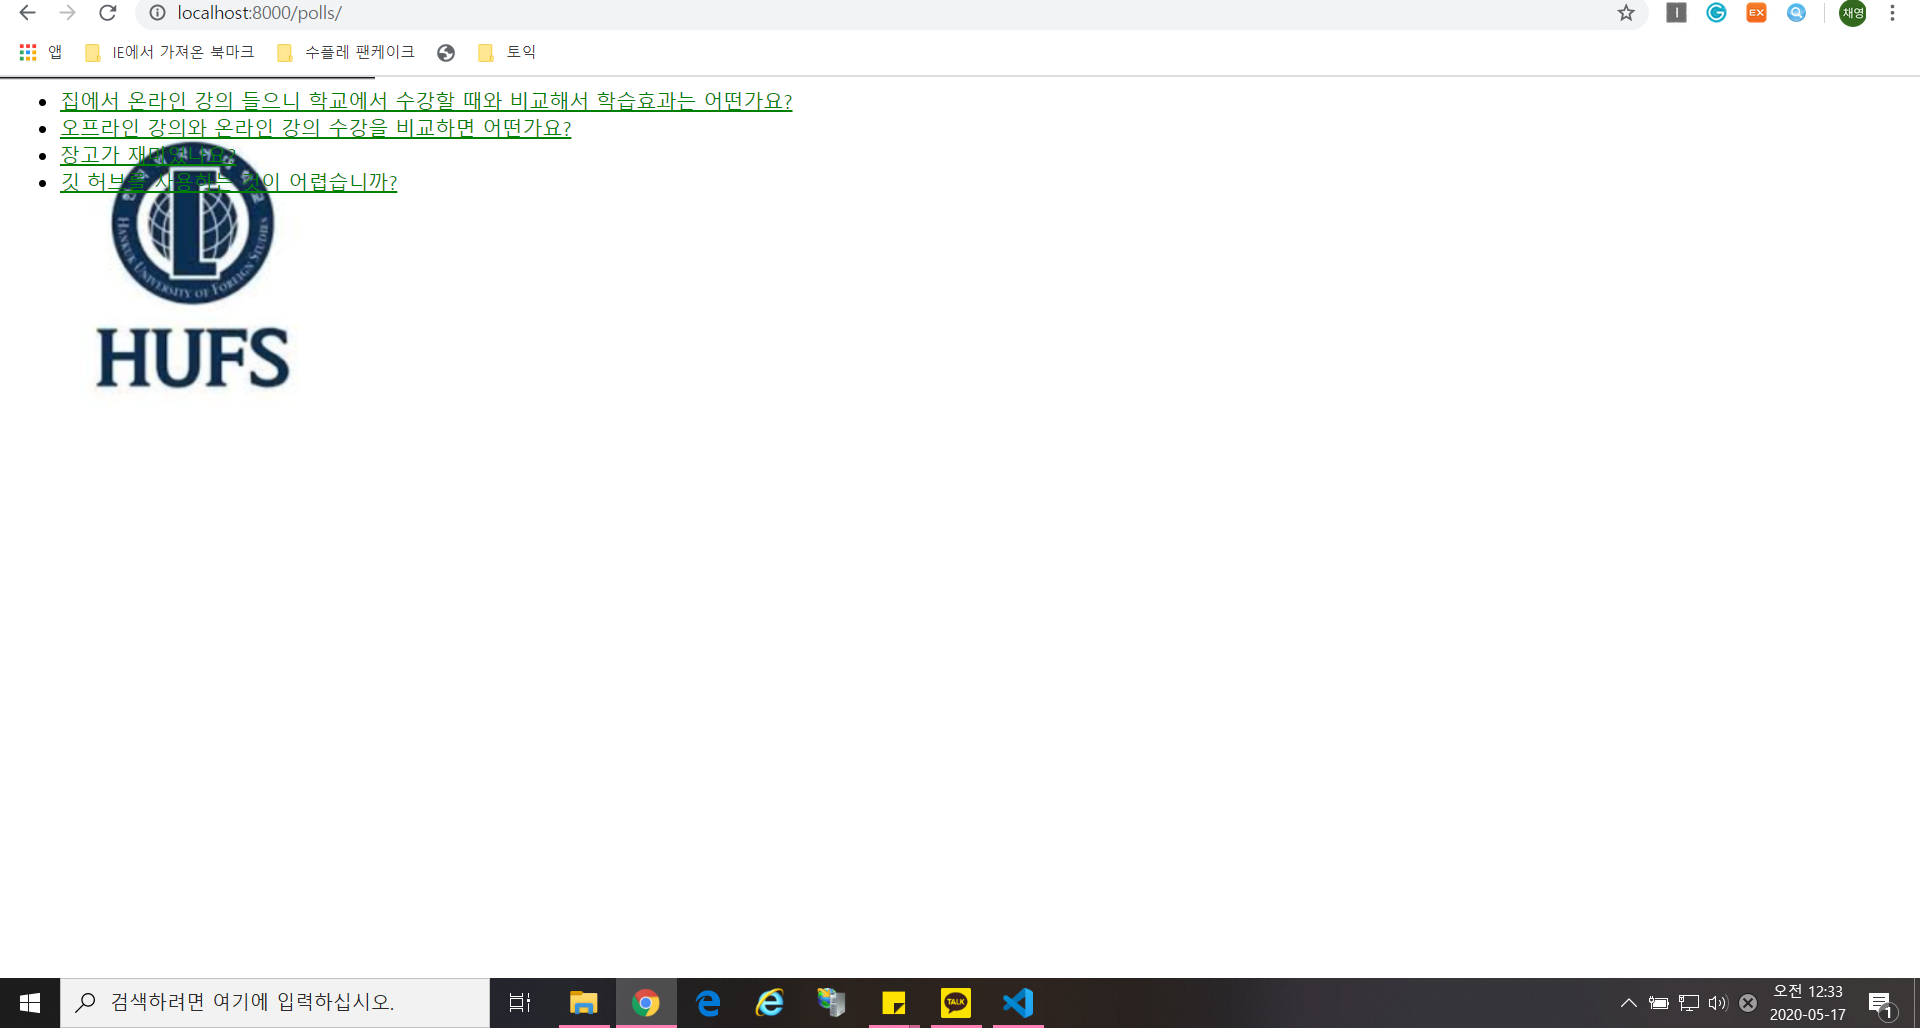 localhost:8000/polls/
EX
채영
앱
IE에서 가져온 북마크
수플레 팬케이크
토익
집에서 온라인 강의 들으니 학교에서 수강할 때와 비교해서 학습효과는 어떤가요?
오프라인 강의와 온라인 강의 수강을 비교하면 어떤가요?
장고가
깃 허브를 사용하는 것이 어렵습니까?
L
HANKUK UNIVERSITY OF FOREIGN STUDIES
HUFS
검색하려면 여기에 입력하십시오.
TALK
오전 12:33
2020-05-17
1